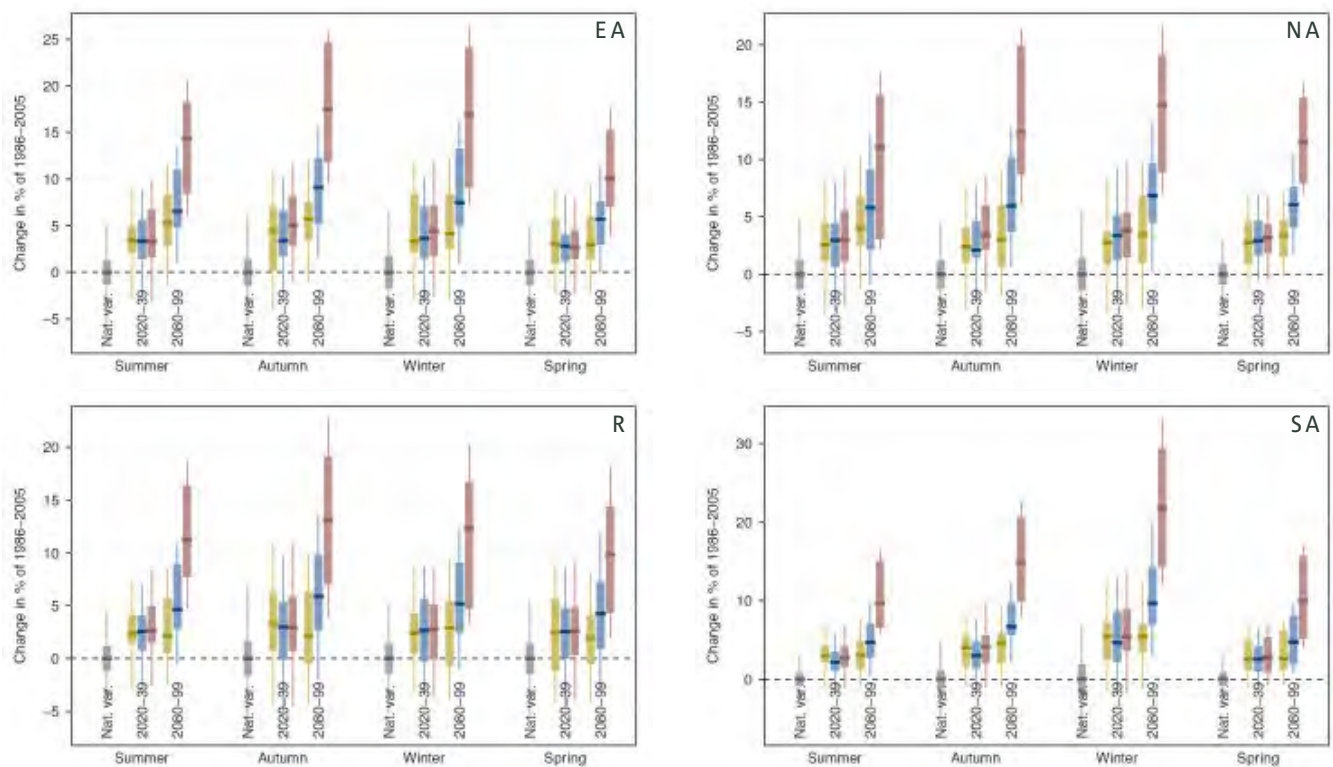 EA
Change in % of 1986–2005
25
20
15
10
5
0
−5
Nat. var.
2020–39
2080–99
Nat. var.
2020–39
2080–99
Nat. var.
2020–39
2080–99
Nat. var.
2020–39
2080–99
Summer Autumn Winter Spring
NA
Change in % of 1986–2005
20
15
10
5
0
−5
Nat. var.
2020–39
2080–99
Nat. var.
2020–39
2080–99
Nat. var.
2020–39
2080–99
Nat. var.
2020–39
2080–99
Summer Autumn Winter Spring
R
Change in % of 1986–2005
20
15
10
5
0
−5
Nat. var.
2020–39
2080–99
Nat. var.
2020–39
2080–99
Nat. var.
2020–39
2080–99
Nat. var.
2020–39
2080–99
Summer Autumn Winter Spring
SA
Change in % of 1986–2005
30
20
10
0
Nat. var.
2020–39
2080–99
Nat. var.
2020–39
2080–99
Nat. var.
2020–39
2080–99
Nat. var.
2020–39
2080–99
Summer Autumn Winter Spring